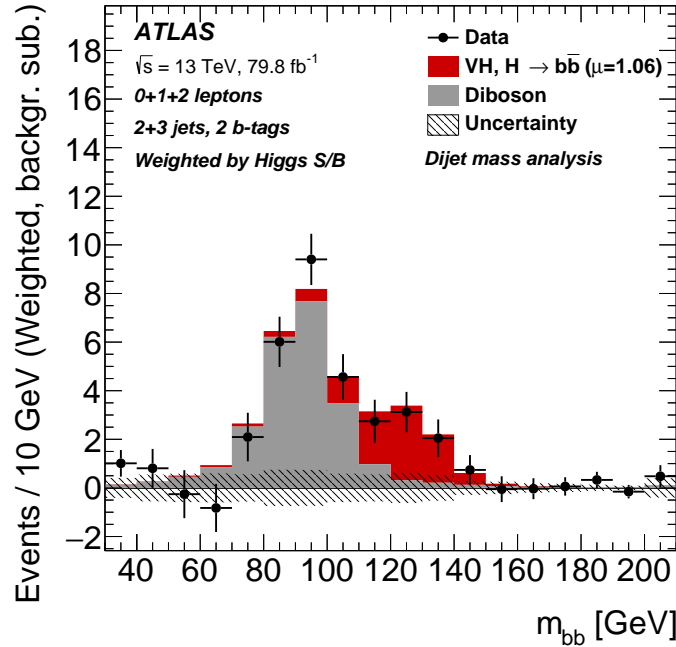 ATLAS
√s = 13 TeV, 79.8 fb⁻¹
0+1+2 leptons
2+3 jets, 2 b-tags
Weighted by Higgs S/B
Data
VH, H → bb̅ (μ=1.06)
Diboson
Uncertainty
Dijet mass analysis
Events / 10 GeV (Weighted, backgr. sub.)
18
16
14
12
10
8
6
4
2
0
−2
40 60 80 100 120 140 160 180 200
m_bb [GeV]